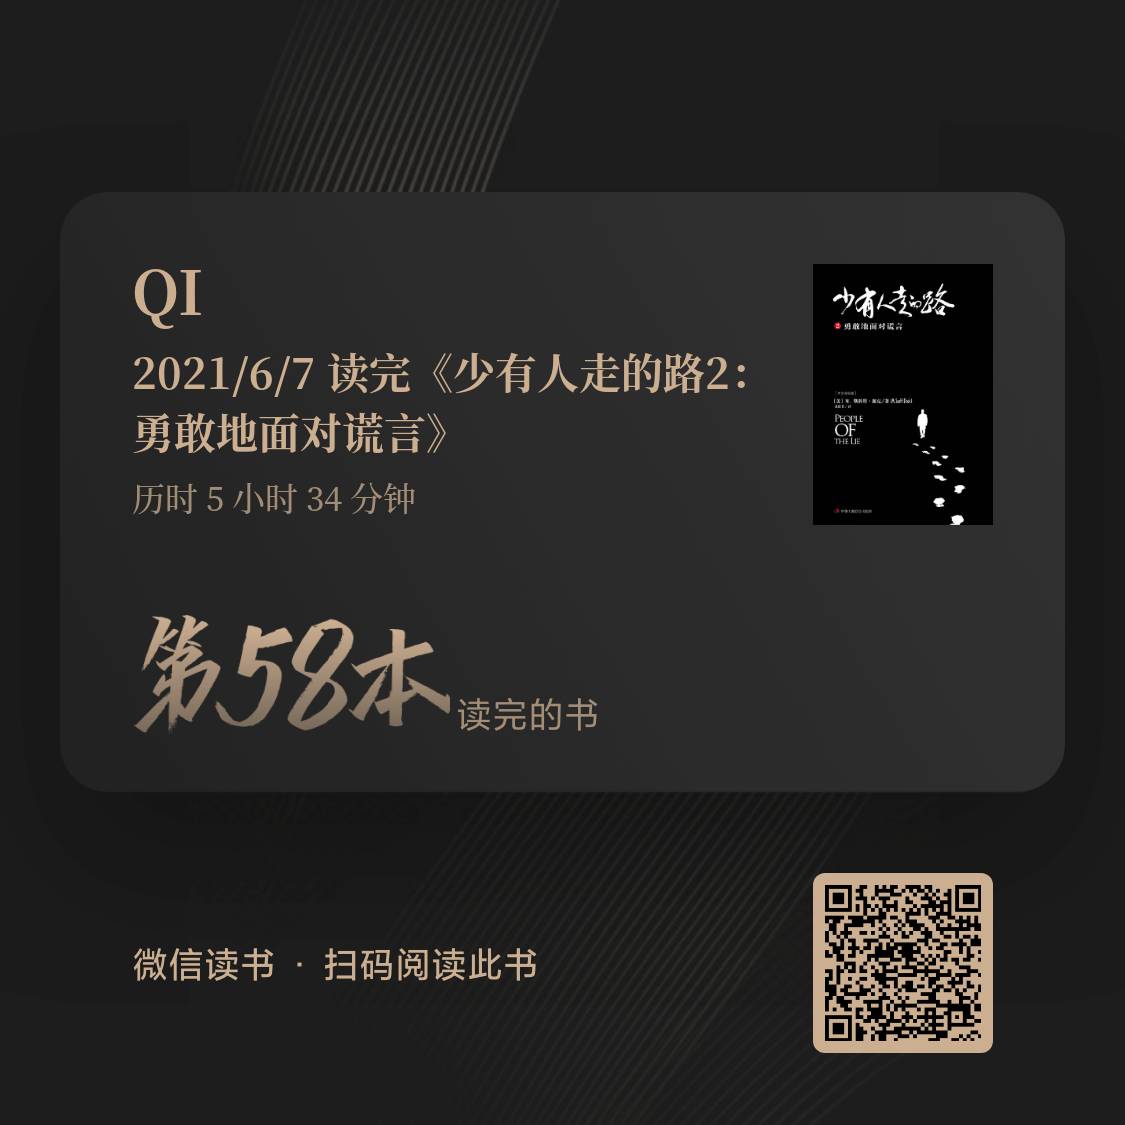 QI
2021/6/7 读完《少有人走的路2：
勇敢地面对谎言》
历时 5 小时 34 分钟
少有人走的路
2 勇敢地面对谎言
PEOPLE
OF
THE LIE
第58本 读完的书
微信读书 · 扫码阅读此书